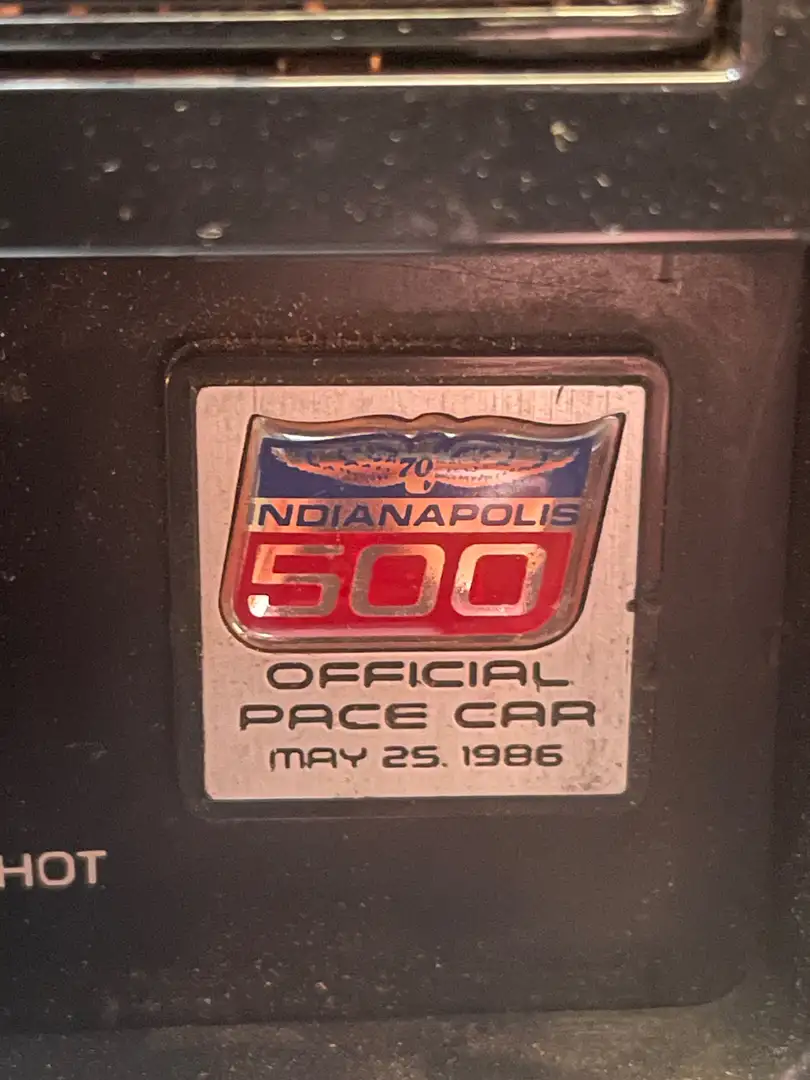 70
INDIANAPOLIS
500
OFFICIAL
PACE CAR
MAY 25. 1986
HOT